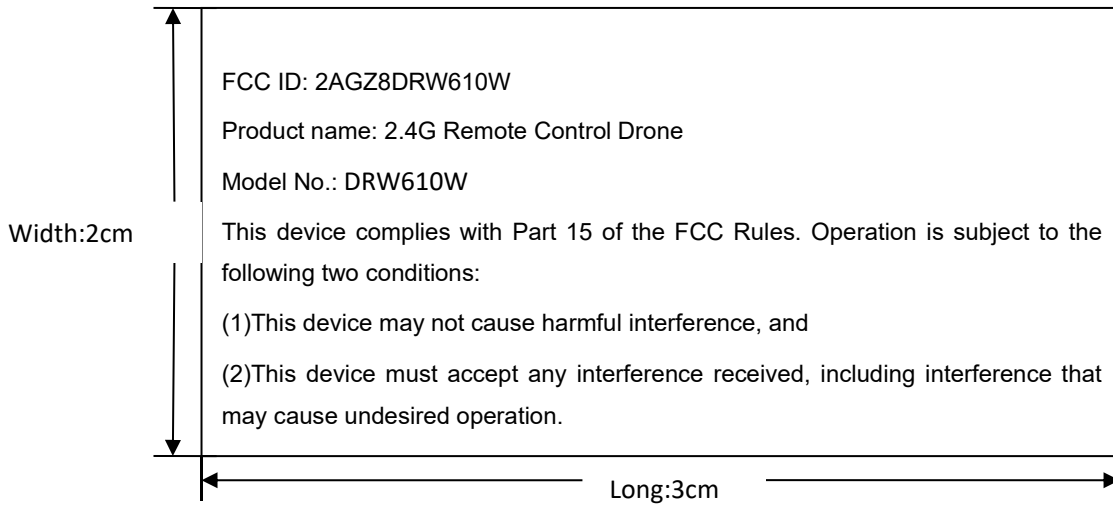 FCC ID: 2AGZ8DRW610W
Product name: 2.4G Remote Control Drone
Model No.: DRW610W
Width:2cm
This device complies with Part 15 of the FCC Rules. Operation is subject to the
following two conditions:
(1)This device may not cause harmful interference, and
(2)This device must accept any interference received, including interference that
may cause undesired operation.
Long:3cm